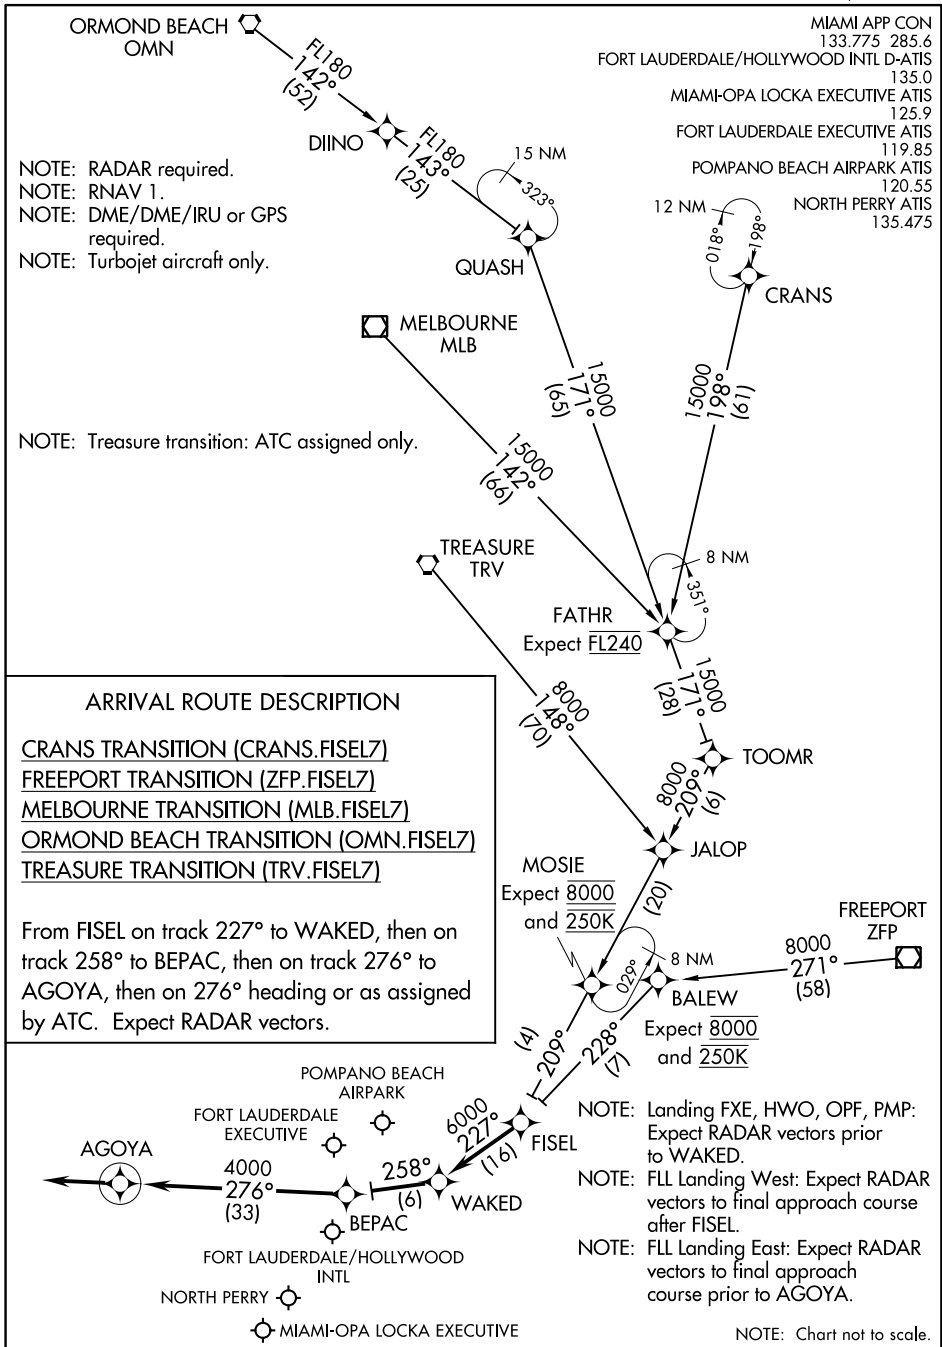 ORMOND BEACH
OMN
MIAMI APP CON
133.775 285.6
FORT LAUDERDALE/HOLLYWOOD INTL D-ATIS
135.0
MIAMI-OPA LOCKA EXECUTIVE ATIS
125.9
FORT LAUDERDALE EXECUTIVE ATIS
119.85
POMPANO BEACH AIRPARK ATIS
120.55
NORTH PERRY ATIS
135.475
FL180
142°
(52)
DIINO
FL180
143°
(25)
15 NM
323°
QUASH
NOTE: RADAR required.
NOTE: RNAV 1.
NOTE: DME/DME/IRU or GPS
required.
NOTE: Turbojet aircraft only.
12 NM
018°
198°
CRANS
MELBOURNE
MLB
15000
171°
(65)
15000
198°
(61)
NOTE: Treasure transition: ATC assigned only.
15000
142°
(66)
TREASURE
TRV
8 NM
351°
FATHR
Expect FL240
15000
171°
(28)
8000
148°
(70)
TOOMR
8000
209°
(6)
JALOP
ARRIVAL ROUTE DESCRIPTION
CRANS TRANSITION (CRANS.FISEL7)
FREEPORT TRANSITION (ZFP.FISEL7)
MELBOURNE TRANSITION (MLB.FISEL7)
ORMOND BEACH TRANSITION (OMN.FISEL7)
TREASURE TRANSITION (TRV.FISEL7)
From FISEL on track 227° to WAKED, then on
track 258° to BEPAC, then on track 276° to
AGOYA, then on 276° heading or as assigned
by ATC. Expect RADAR vectors.
MOSIE
Expect 8000
and 250K
(20)
8 NM
029°
FREEPORT
ZFP
8000
271°
(58)
BALEW
Expect 8000
and 250K
(4)
209°
228°
(7)
FISEL
6000
227°
(16)
POMPANO BEACH
AIRPARK
FORT LAUDERDALE
EXECUTIVE
AGOYA
4000
276°
(33)
258°
(6)
WAKED
BEPAC
FORT LAUDERDALE/HOLLYWOOD
INTL
NORTH PERRY
MIAMI-OPA LOCKA EXECUTIVE
NOTE: Landing FXE, HWO, OPF, PMP:
Expect RADAR vectors prior
to WAKED.
NOTE: FLL Landing West: Expect RADAR
vectors to final approach course
after FISEL.
NOTE: FLL Landing East: Expect RADAR
vectors to final approach
course prior to AGOYA.
NOTE: Chart not to scale.